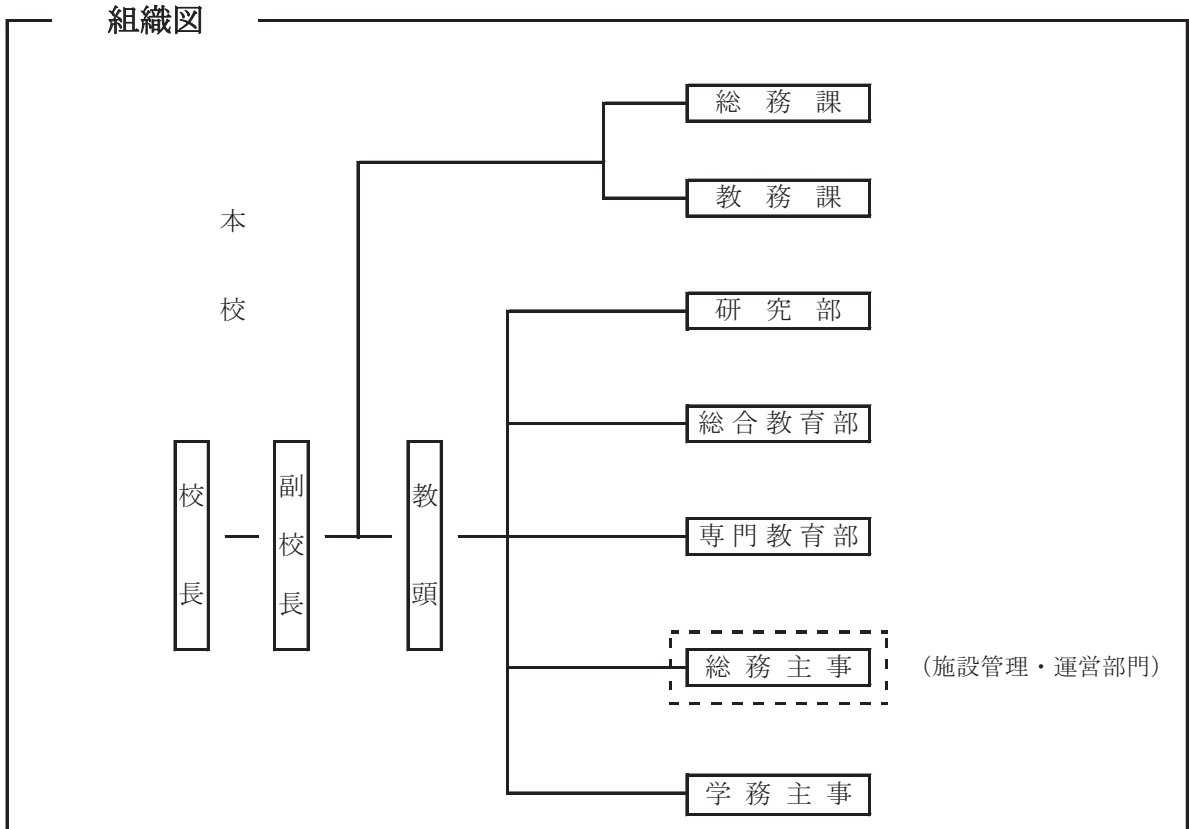 組織図
総務課
教務課
本校
研究部
総合教育部
校長
副校長
教頭
専門教育部
総務主事
（施設管理・運営部門）
学務主事